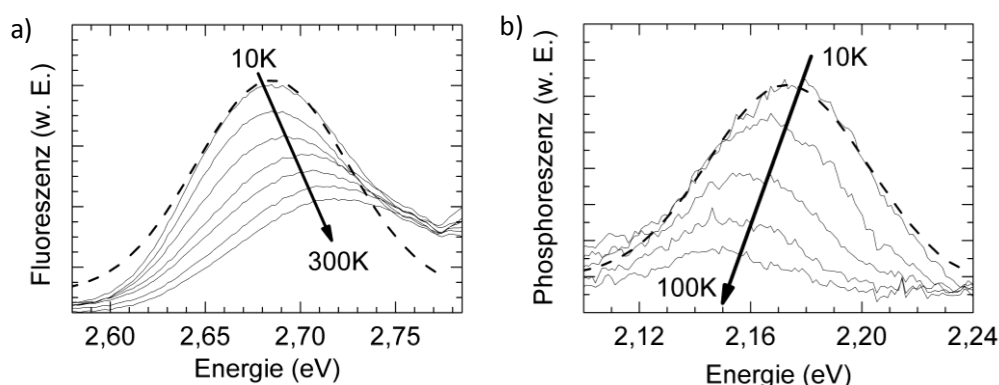 a)
Fluoreszenz (w. E.)
10K
300K
2,60 2,65 2,70 2,75
Energie (eV)
b)
Phosphoreszenz (w. E.)
10K
100K
2,12 2,16 2,20 2,24
Energie (eV)